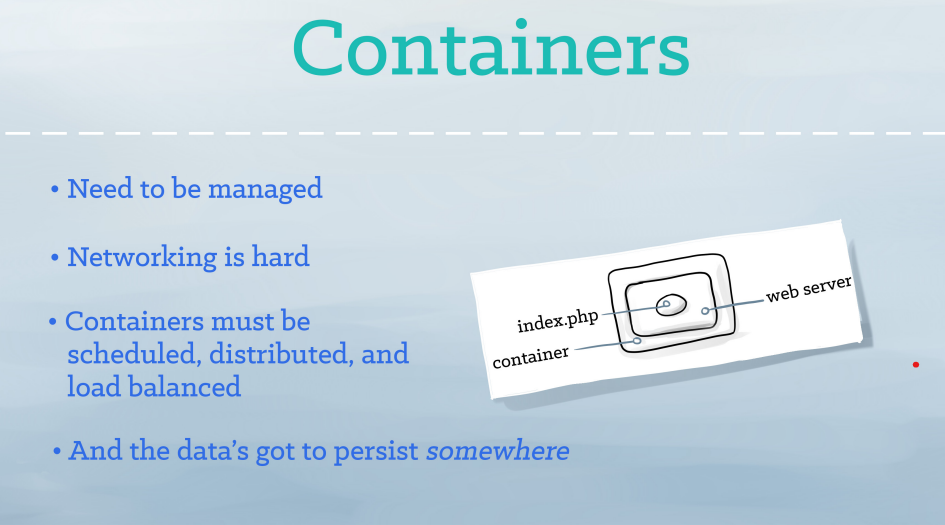 Containers
• Need to be managed
• Networking is hard
• Containers must be
scheduled, distributed, and
load balanced
• And the data's got to persist somewhere
index.php
web server
container